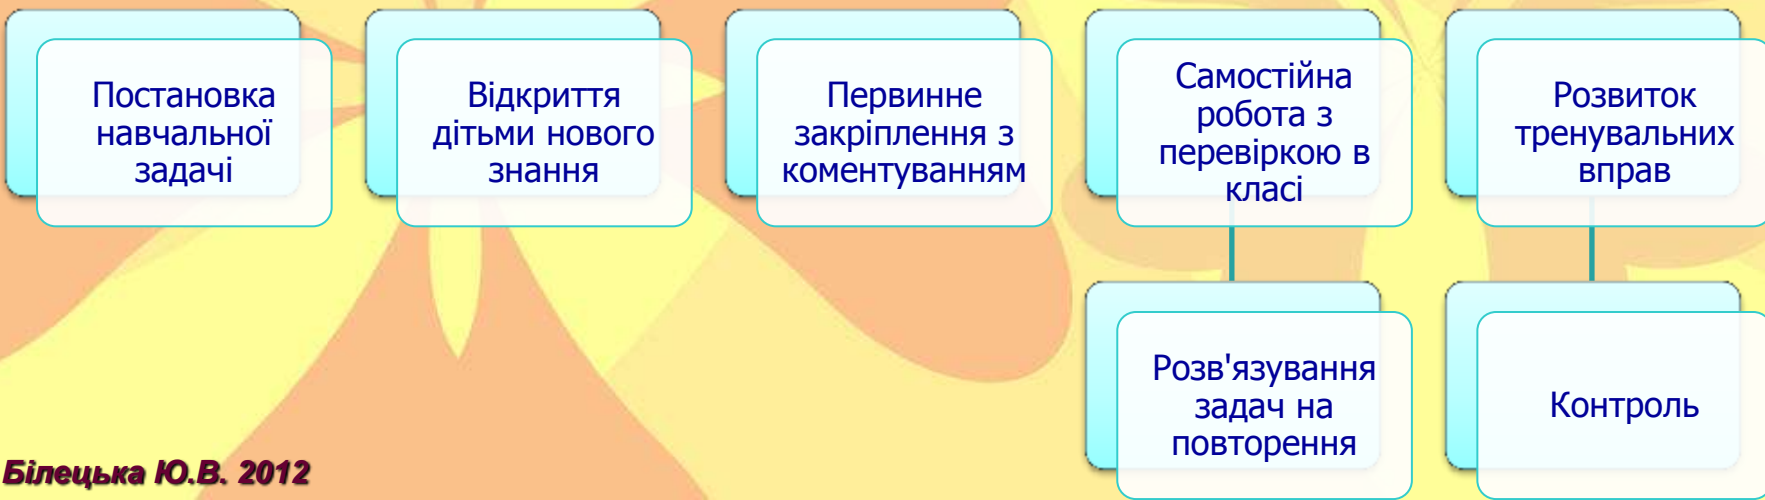 Постановка
навчальної
задачі
Відкриття
дітьми нового
знання
Первинне
закріплення з
коментуванням
Самостійна
робота з
перевіркою в
класі
Розвиток
тренувальних
вправ
Розв'язування
задач на
повторення
Контроль
Білецька Ю.В. 2012